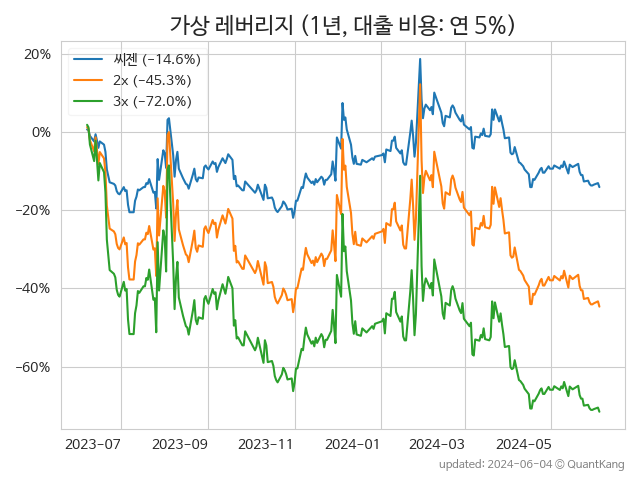 가상 레버리지 (1년, 대출 비용: 연 5%)
씨젠 (−14.6%)
2x (−45.3%)
3x (−72.0%)
20%
0%
−20%
−40%
−60%
2023-07 2023-09 2023-11 2024-01 2024-03 2024-05
updated: 2024-06-04 © QuantKang